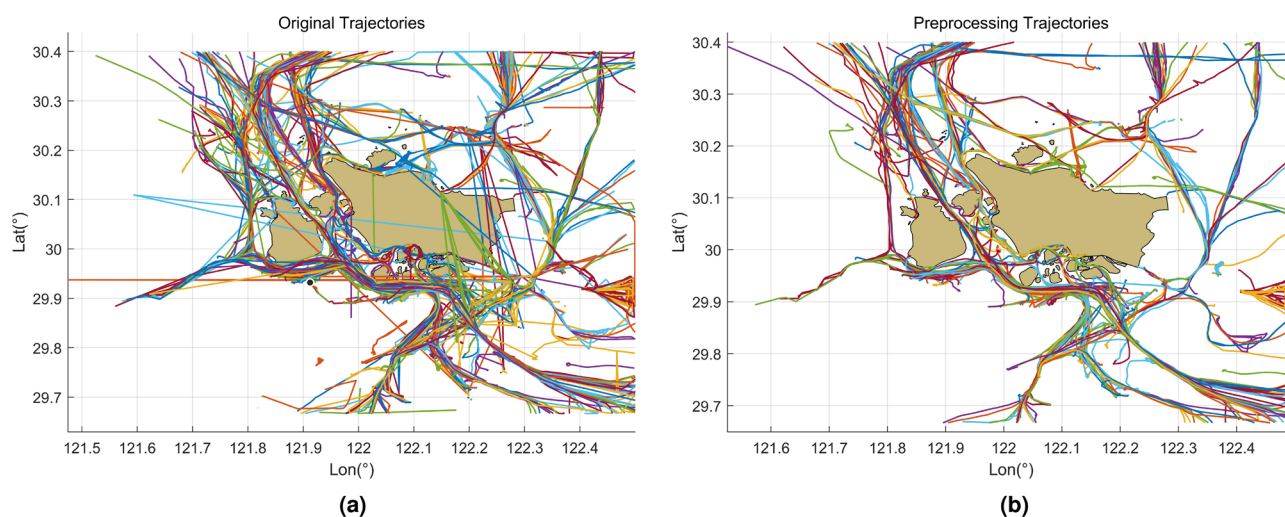 Original Trajectories
30.4
30.3
30.2
30.1
30
29.9
29.8
29.7
Lat(°)
121.5 121.6 121.7 121.8 121.9 122 122.1 122.2 122.3 122.4
Lon(°)
(a)
Preprocessing Trajectories
30.4
30.3
30.2
30.1
30
29.9
29.8
29.7
Lat(°)
121.6 121.7 121.8 121.9 122 122.1 122.2 122.3 122.4
Lon(°)
(b)